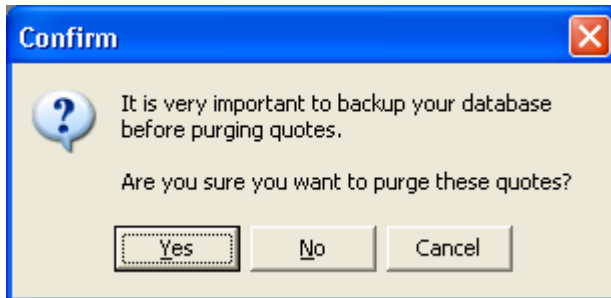 Confirm
It is very important to backup your database
before purging quotes.
Are you sure you want to purge these quotes?
Yes No Cancel